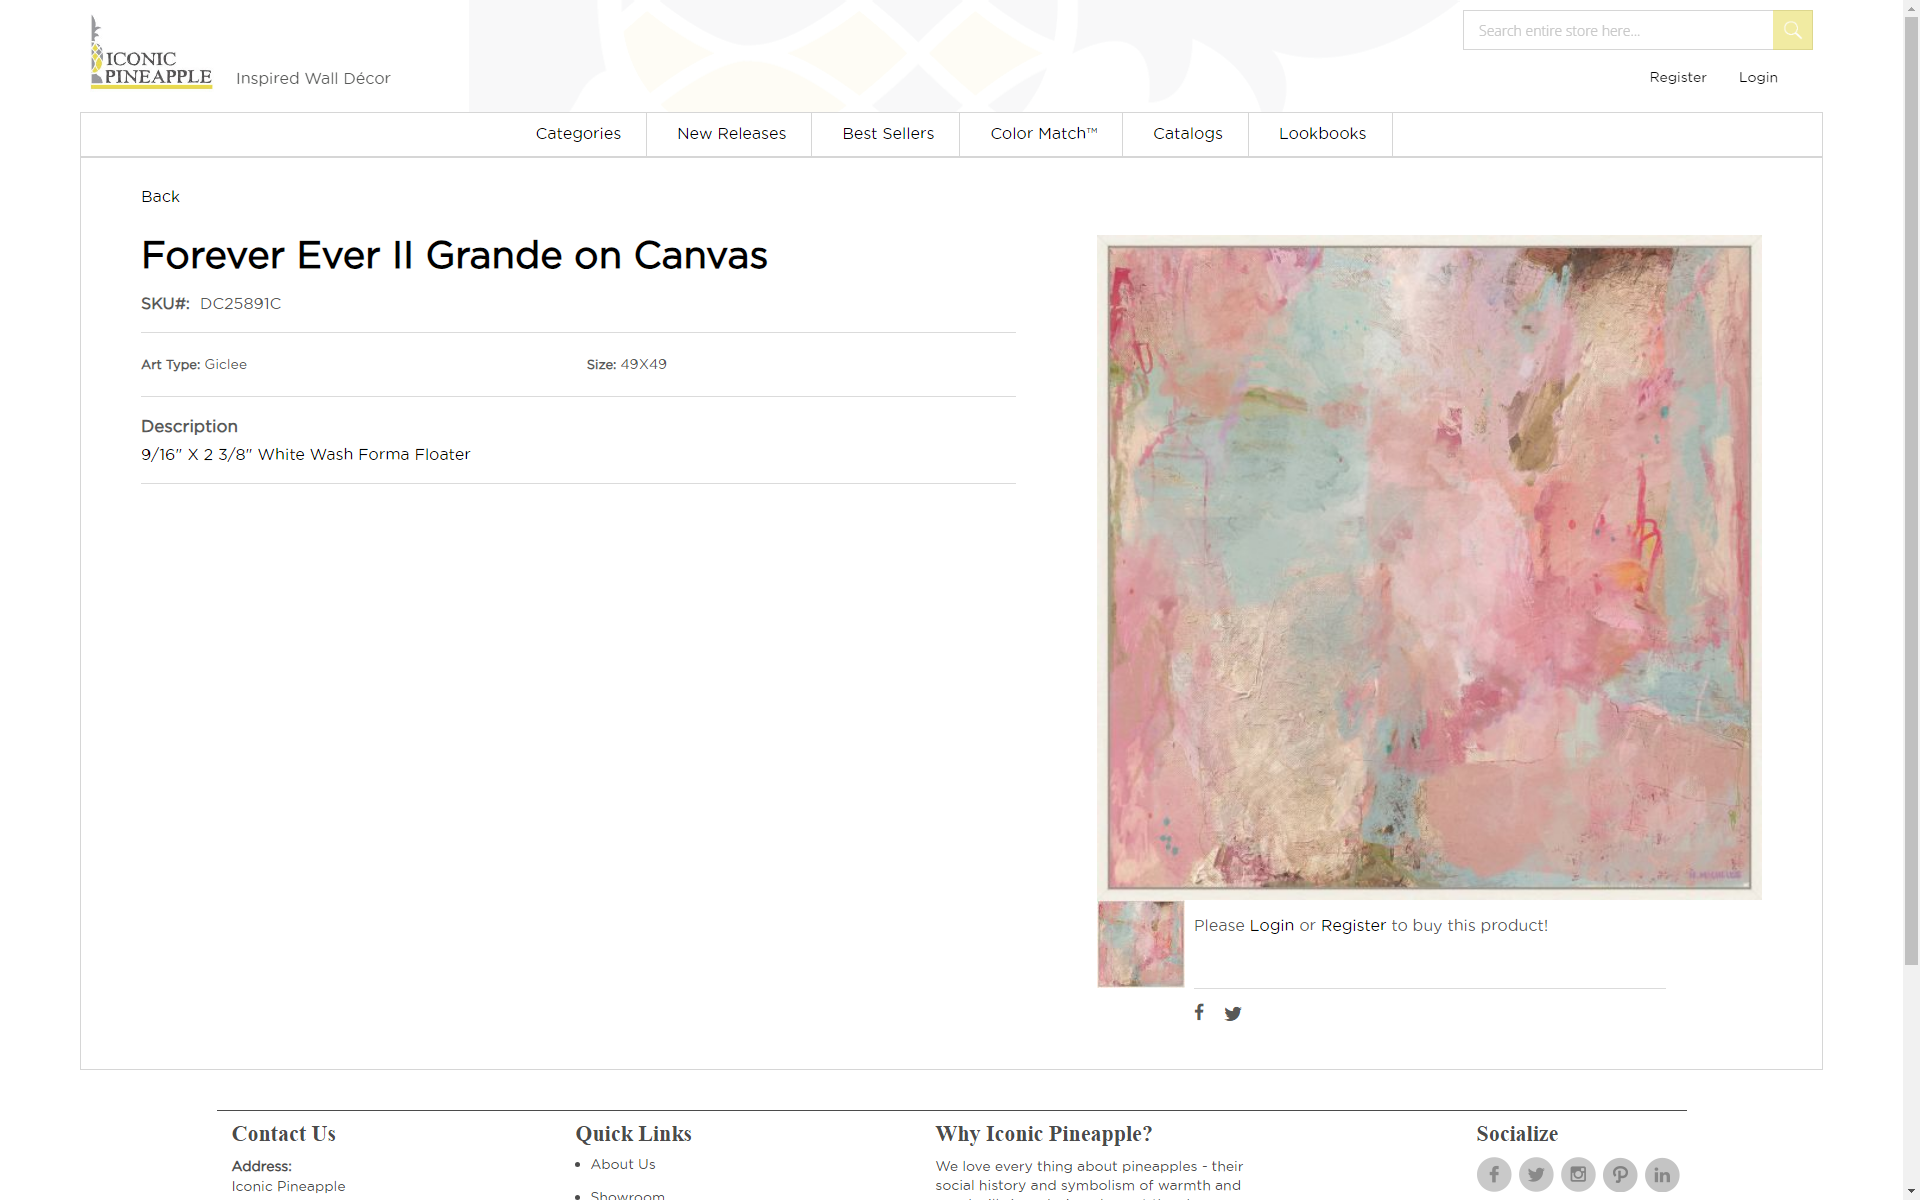 ICONIC
PINEAPPLE
Inspired Wall Décor
Search entire store here...
Register
Login
Categories
New Releases
Best Sellers
Color Match™
Catalogs
Lookbooks
Back
Forever Ever II Grande on Canvas
SKU#: DC25891C
Art Type: Giclee
Size: 49X49
Description
9/16" X 2 3/8" White Wash Forma Floater
Please Login or Register to buy this product!
Contact Us
Address:
Iconic Pineapple
Quick Links
About Us
Showroom
Why Iconic Pineapple?
We love every thing about pineapples - their
social history and symbolism of warmth and
Socialize